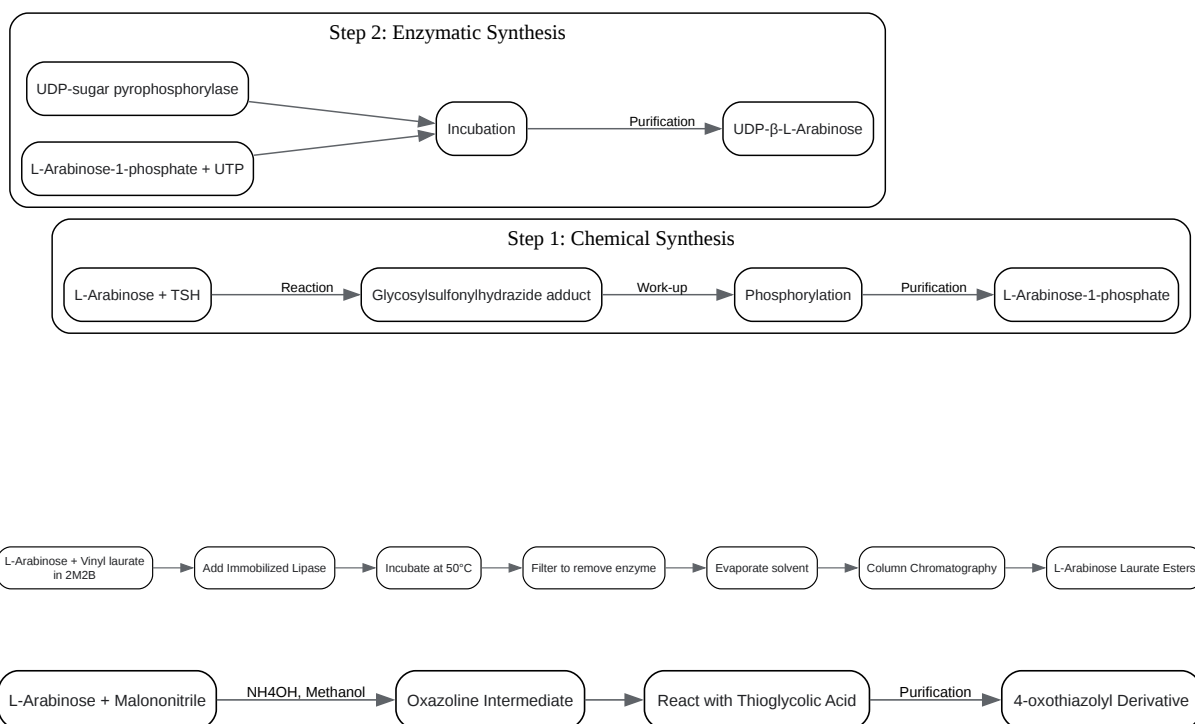 Step 2: Enzymatic Synthesis
UDP-sugar pyrophosphorylase
L-Arabinose-1-phosphate + UTP
Incubation
Purification
UDP-β-L-Arabinose
Step 1: Chemical Synthesis
L-Arabinose + TSH
Reaction
Glycosylsulfonylhydrazide adduct
Work-up
Phosphorylation
Purification
L-Arabinose-1-phosphate
L-Arabinose + Vinyl laurate
in 2M2B
Add Immobilized Lipase
Incubate at 50°C
Filter to remove enzyme
Evaporate solvent
Column Chromatography
L-Arabinose Laurate Esters
L-Arabinose + Malononitrile
NH4OH, Methanol
Oxazoline Intermediate
React with Thioglycolic Acid
Purification
4-oxothiazolyl Derivative